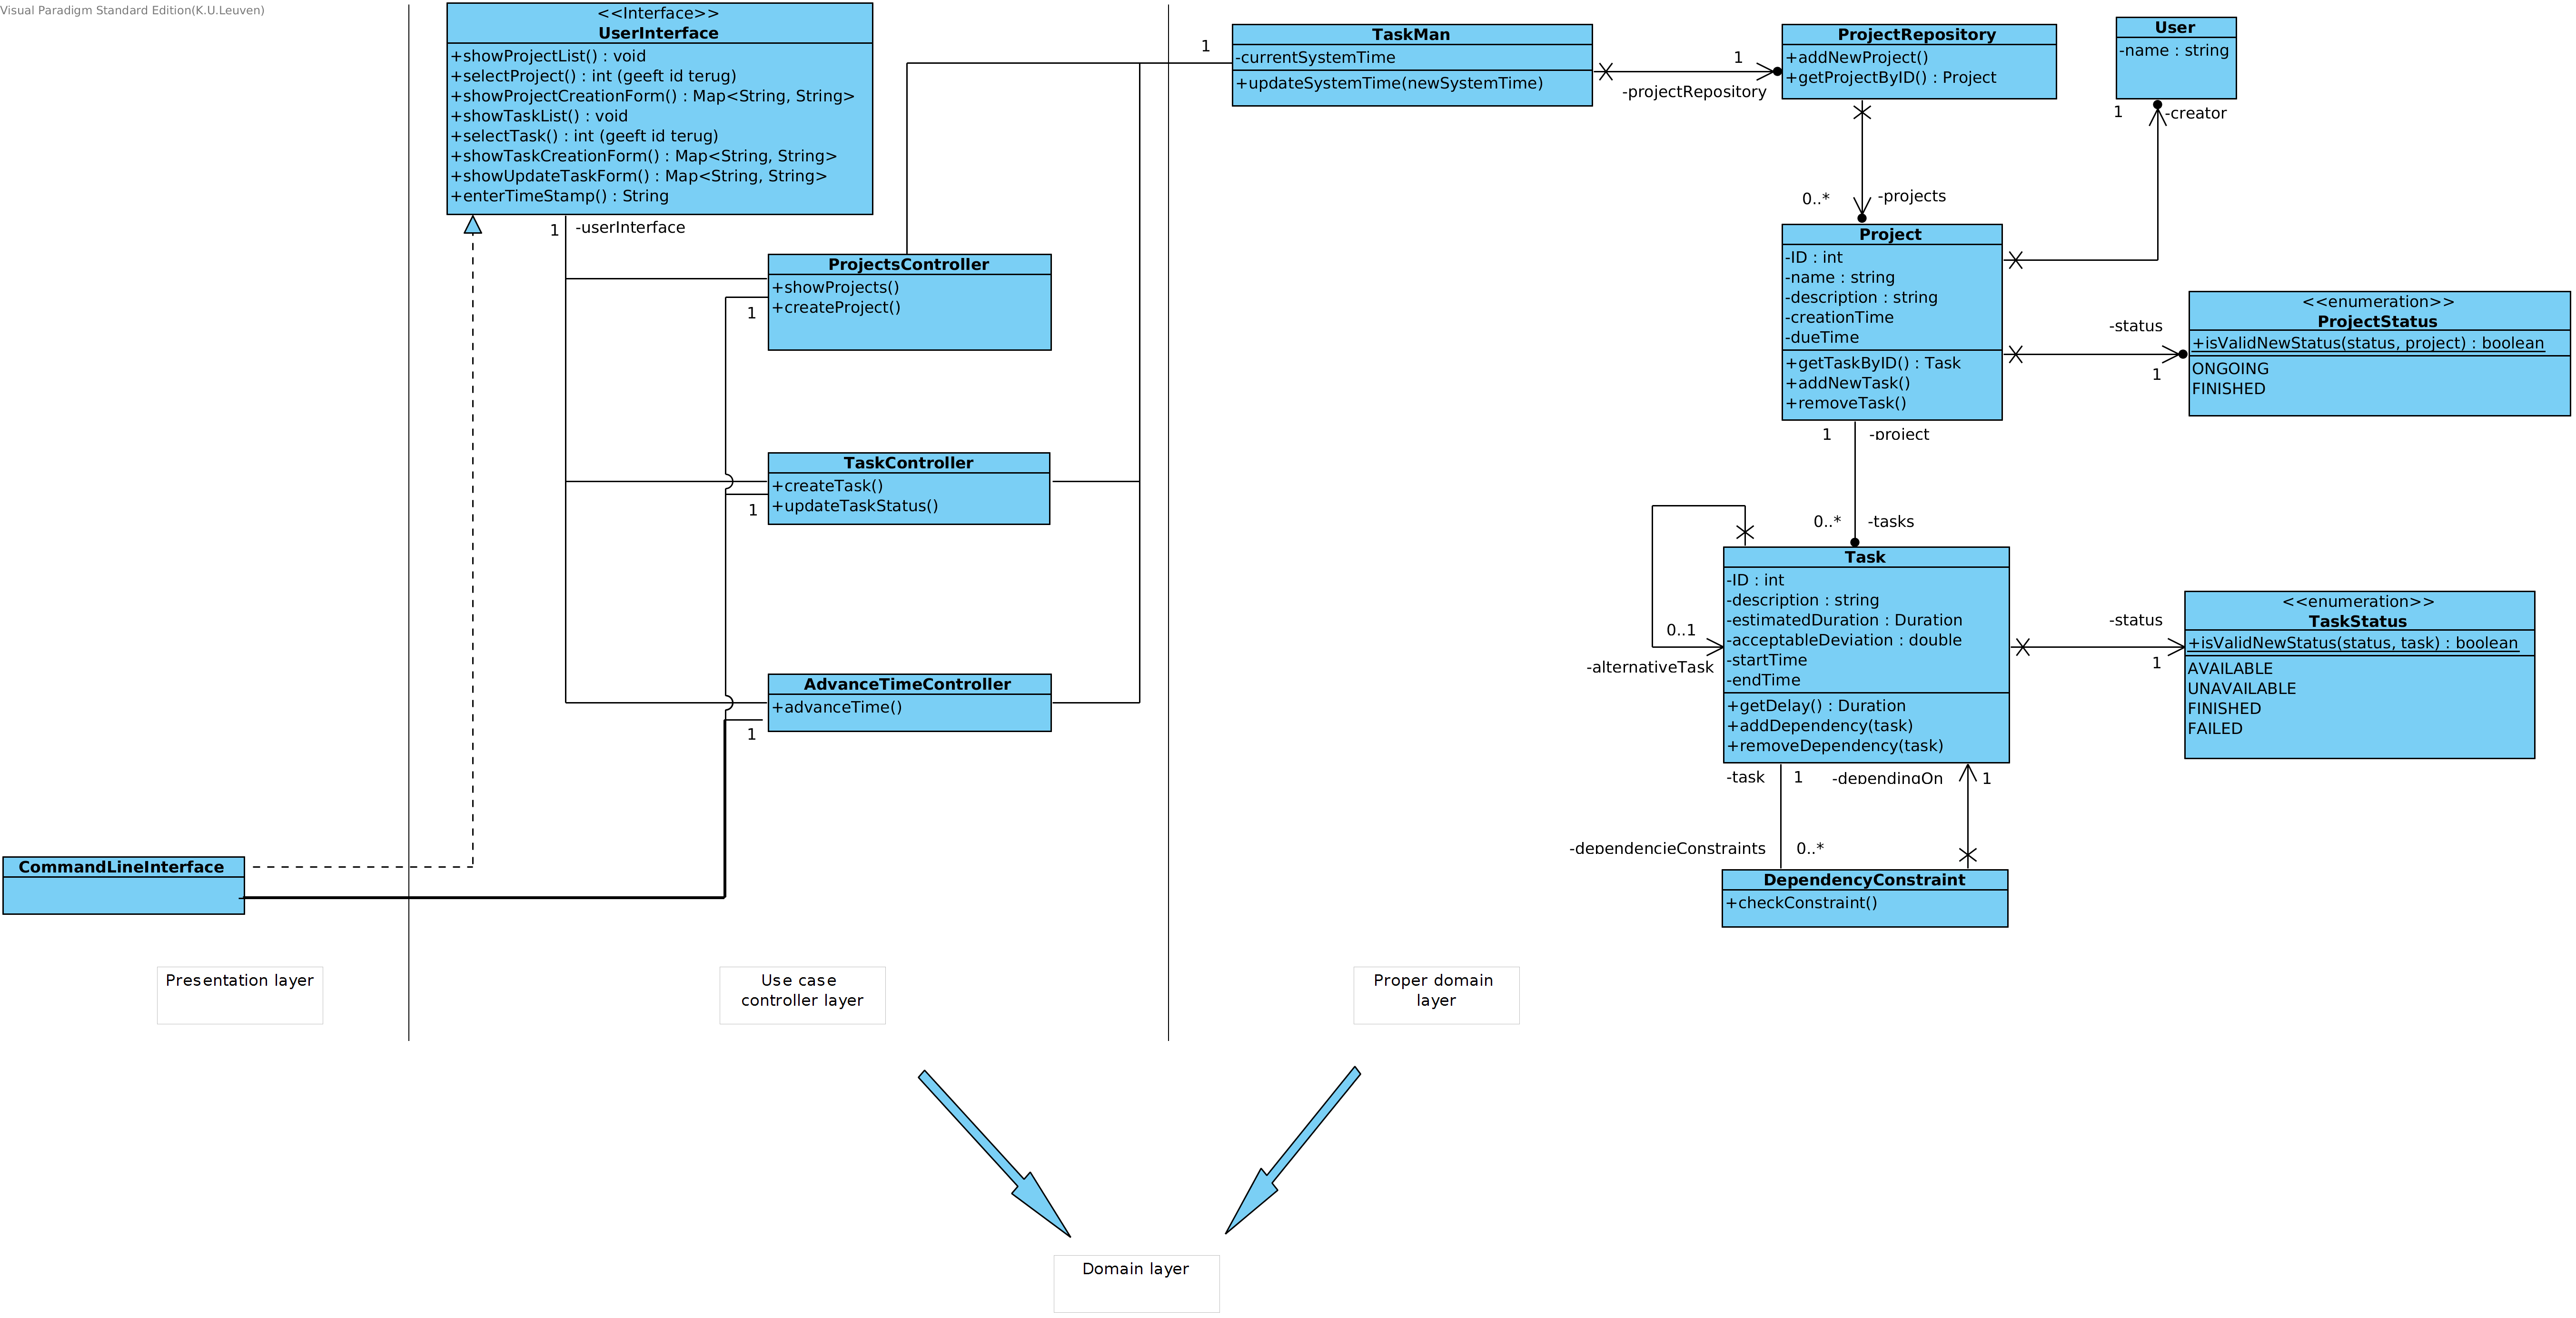 Visual Paradigm Standard Edition(K.U.Leuven)
<<Interface>>
UserInterface
+showProjectList() : void
+selectProject() : int (geeft id terug)
+showProjectCreationForm() : Map<String, String>
+showTaskList() : void
+selectTask() : int (geeft id terug)
+showTaskCreationForm() : Map<String, String>
+showUpdateTaskForm() : Map<String, String>
+enterTimeStamp() : String
1
-userInterface
ProjectsController
+showProjects()
+createProject()
1
TaskController
+createTask()
+updateTaskStatus()
1
AdvanceTimeController
+advanceTime()
1
CommandLineInterface
1
TaskMan
-currentSystemTime
+updateSystemTime(newSystemTime)
1
-projectRepository
ProjectRepository
+addNewProject()
+getProjectByID() : Project
User
-name : string
1
-creator
0..*
-projects
Project
-ID : int
-name : string
-description : string
-creationTime
-dueTime
+getTaskByID() : Task
+addNewTask()
+removeTask()
-status
1
<<enumeration>>
ProjectStatus
+isValidNewStatus(status, project) : boolean
ONGOING
FINISHED
1
-project
0..*
-tasks
0..1
-alternativeTask
Task
-ID : int
-description : string
-estimatedDuration : Duration
-acceptableDeviation : double
-startTime
-endTime
+getDelay() : Duration
+addDependency(task)
+removeDependency(task)
-status
1
<<enumeration>>
TaskStatus
+isValidNewStatus(status, task) : boolean
AVAILABLE
UNAVAILABLE
FINISHED
FAILED
-task
1
-dependingOn
1
-dependencieConstraints
0..*
DependencyConstraint
+checkConstraint()
Presentation layer
Use case
controller layer
Proper domain
layer
Domain layer